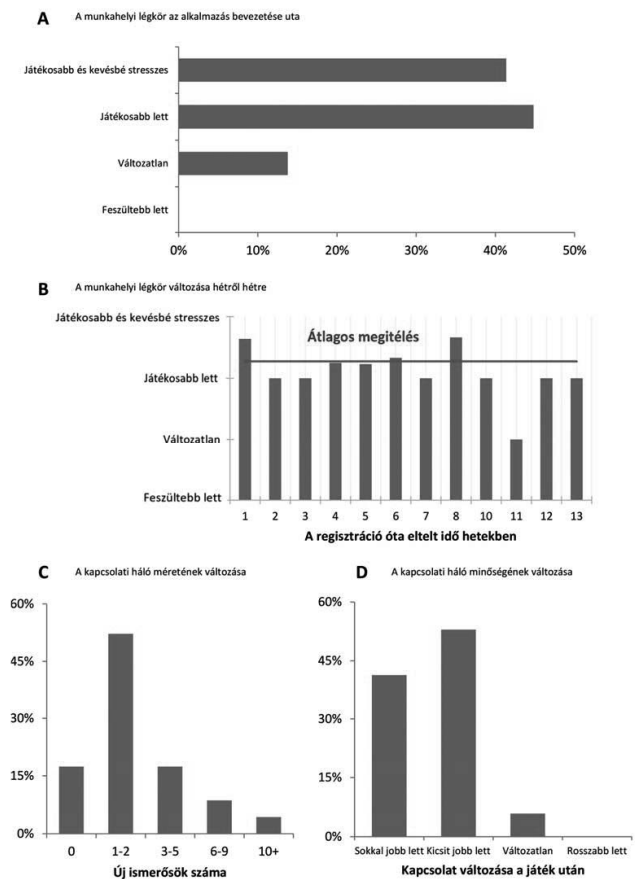 A A munkahelyi légkör az alkalmazás bevezetése uta
Játékosabb és kevésbé stresszes
Játékosabb lett
Változatlan
Feszültebb lett
0% 10% 20% 30% 40% 50%
B A munkahelyi légkör változása hétről hétre
Játékosabb és kevésbé stresszes
Átlagos megitélés
Játékosabb lett
Változatlan
Feszültebb lett
1 2 3 4 5 6 7 8 10 11 12 13
A regisztráció óta eltelt idő hetekben
C A kapcsolati háló méretének változása
60%
45%
30%
15%
0%
0 1-2 3-5 6-9 10+
Új ismerősök száma
D A kapcsolati háló minőségének változása
60%
45%
30%
15%
0%
Sokkal jobb lett Kicsit jobb lett Változatlan Rosszabb lett
Kapcsolat változása a játék után